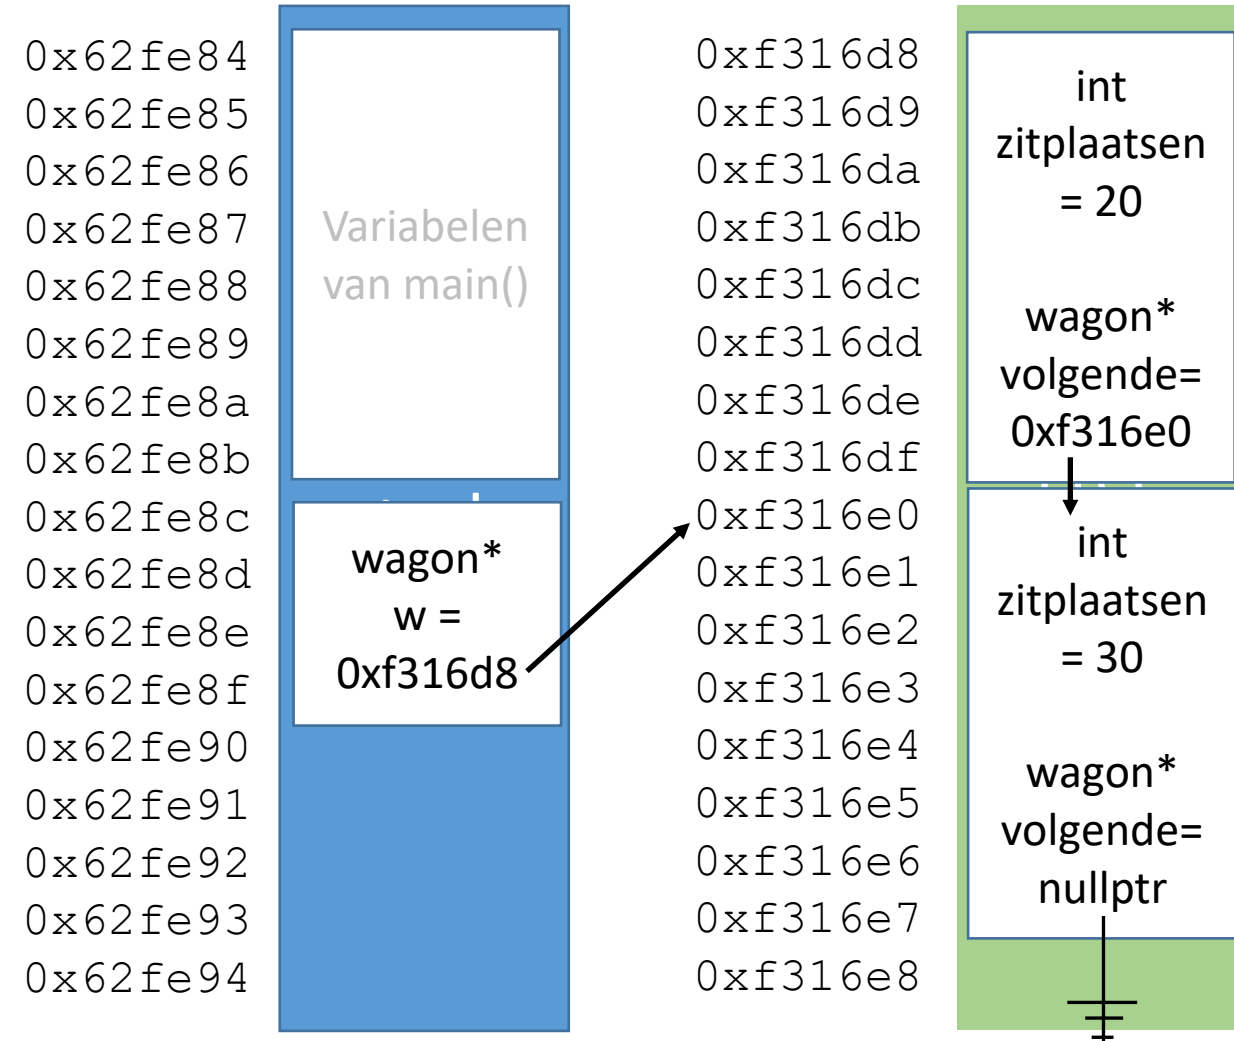 0x62fe84
0x62fe85
0x62fe86
0x62fe87
0x62fe88
0x62fe89
0x62fe8a
0x62fe8b
0x62fe8c
0x62fe8d
0x62fe8e
0x62fe8f
0x62fe90
0x62fe91
0x62fe92
0x62fe93
0x62fe94
Variabelen
van main()
wagon*
w =
0xf316d8
0xf316d8
0xf316d9
0xf316da
0xf316db
0xf316dc
0xf316dd
0xf316de
0xf316df
0xf316e0
0xf316e1
0xf316e2
0xf316e3
0xf316e4
0xf316e5
0xf316e6
0xf316e7
0xf316e8
int
zitplaatsen
= 20
wagon*
volgende=
0xf316e0
int
zitplaatsen
= 30
wagon*
volgende=
nullptr